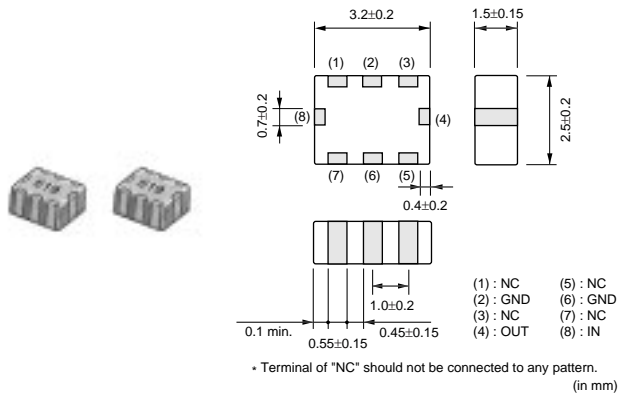 3.2±0.2
1.5±0.15
(1) (2) (3)
0.7±0.2
(8)
(4)
2.5±0.2
(7) (6) (5)
0.4±0.2
1.0±0.2
0.1 min.
0.45±0.15
0.55±0.15
(1) : NC (5) : NC
(2) : GND (6) : GND
(3) : NC (7) : NC
(4) : OUT (8) : IN
* Terminal of "NC" should not be connected to any pattern.
(in mm)